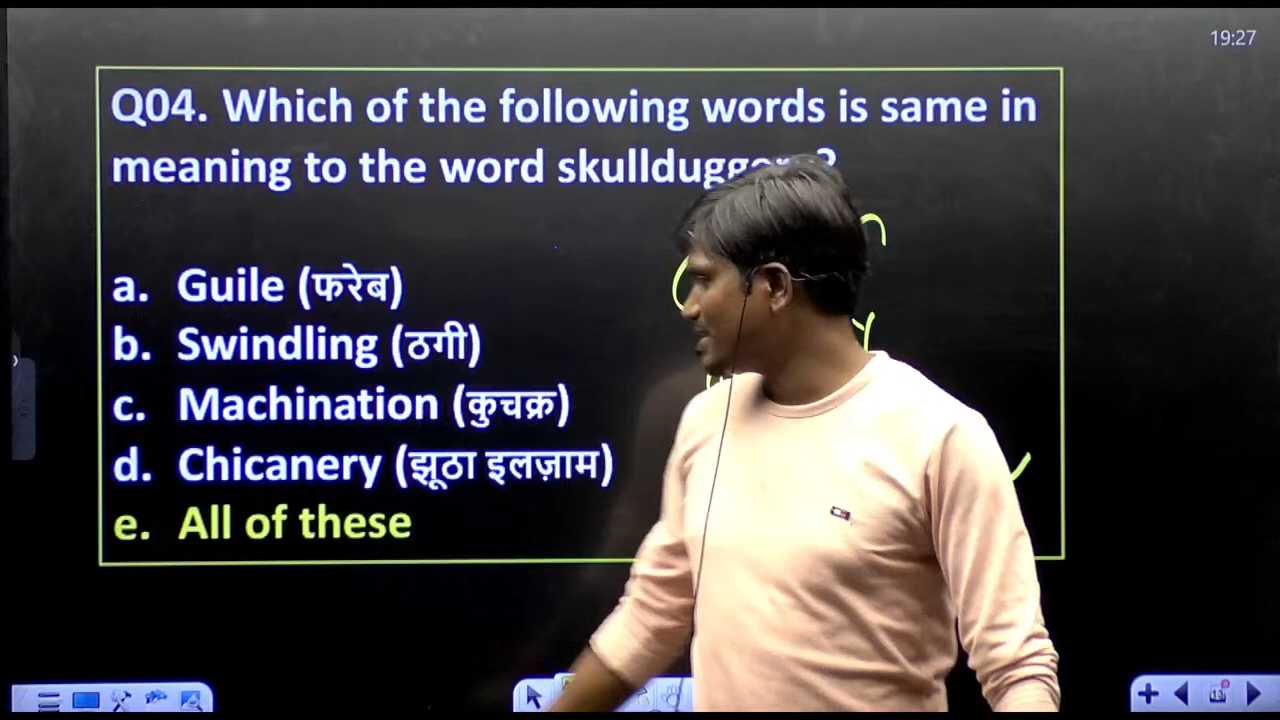 19:27
Q04. Which of the following words is same in
meaning to the word
a. Guile (फरेब)
b. Swindling (ठगी)
c. Machination (कुचक्र)
d. Chicanery (झूठा इलज़ाम)
e. All of these